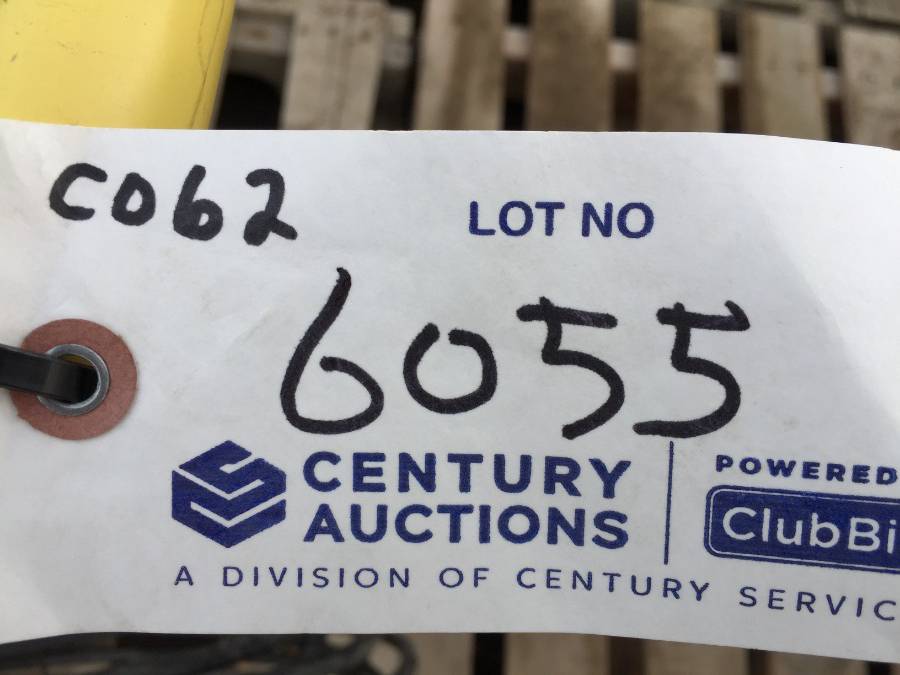 C062
LOT NO
6055
CENTURY
AUCTIONS
POWERED
ClubBi
A DIVISION OF CENTURY SERVIC